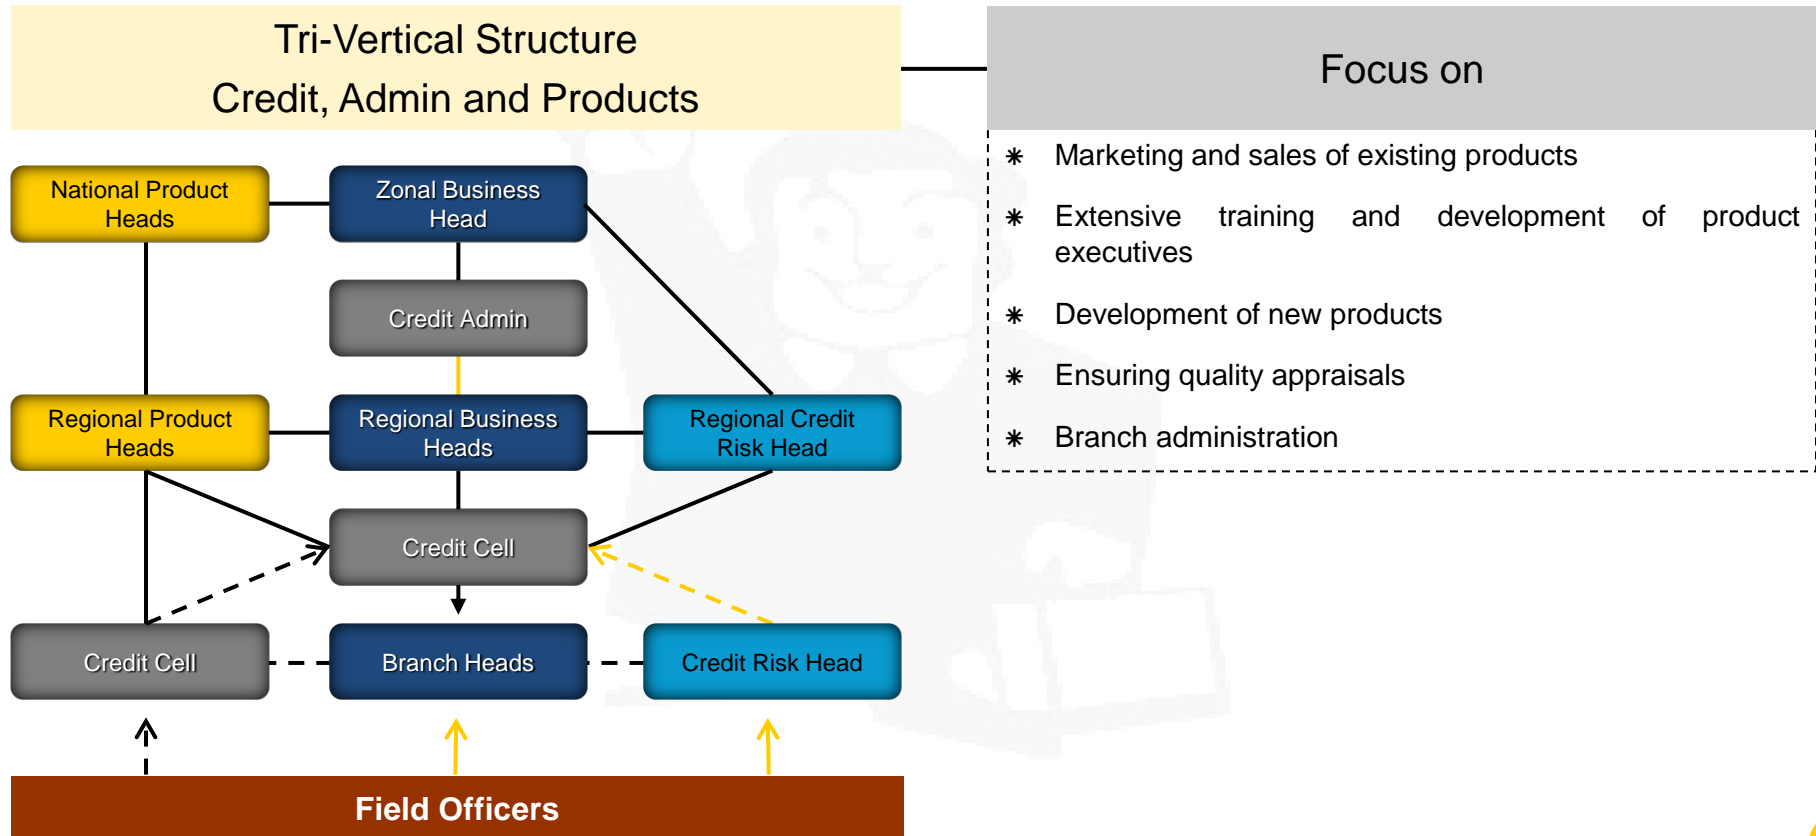 Tri-Vertical Structure
Credit, Admin and Products
Focus on
National Product
Heads
Zonal Business
Head
Credit Admin
Regional Product
Heads
Regional Business
Heads
Regional Credit
Risk Head
Credit Cell
Credit Cell
Branch Heads
Credit Risk Head
Field Officers
Marketing and sales of existing products
Extensive training and development of product
executives
Development of new products
Ensuring quality appraisals
Branch administration